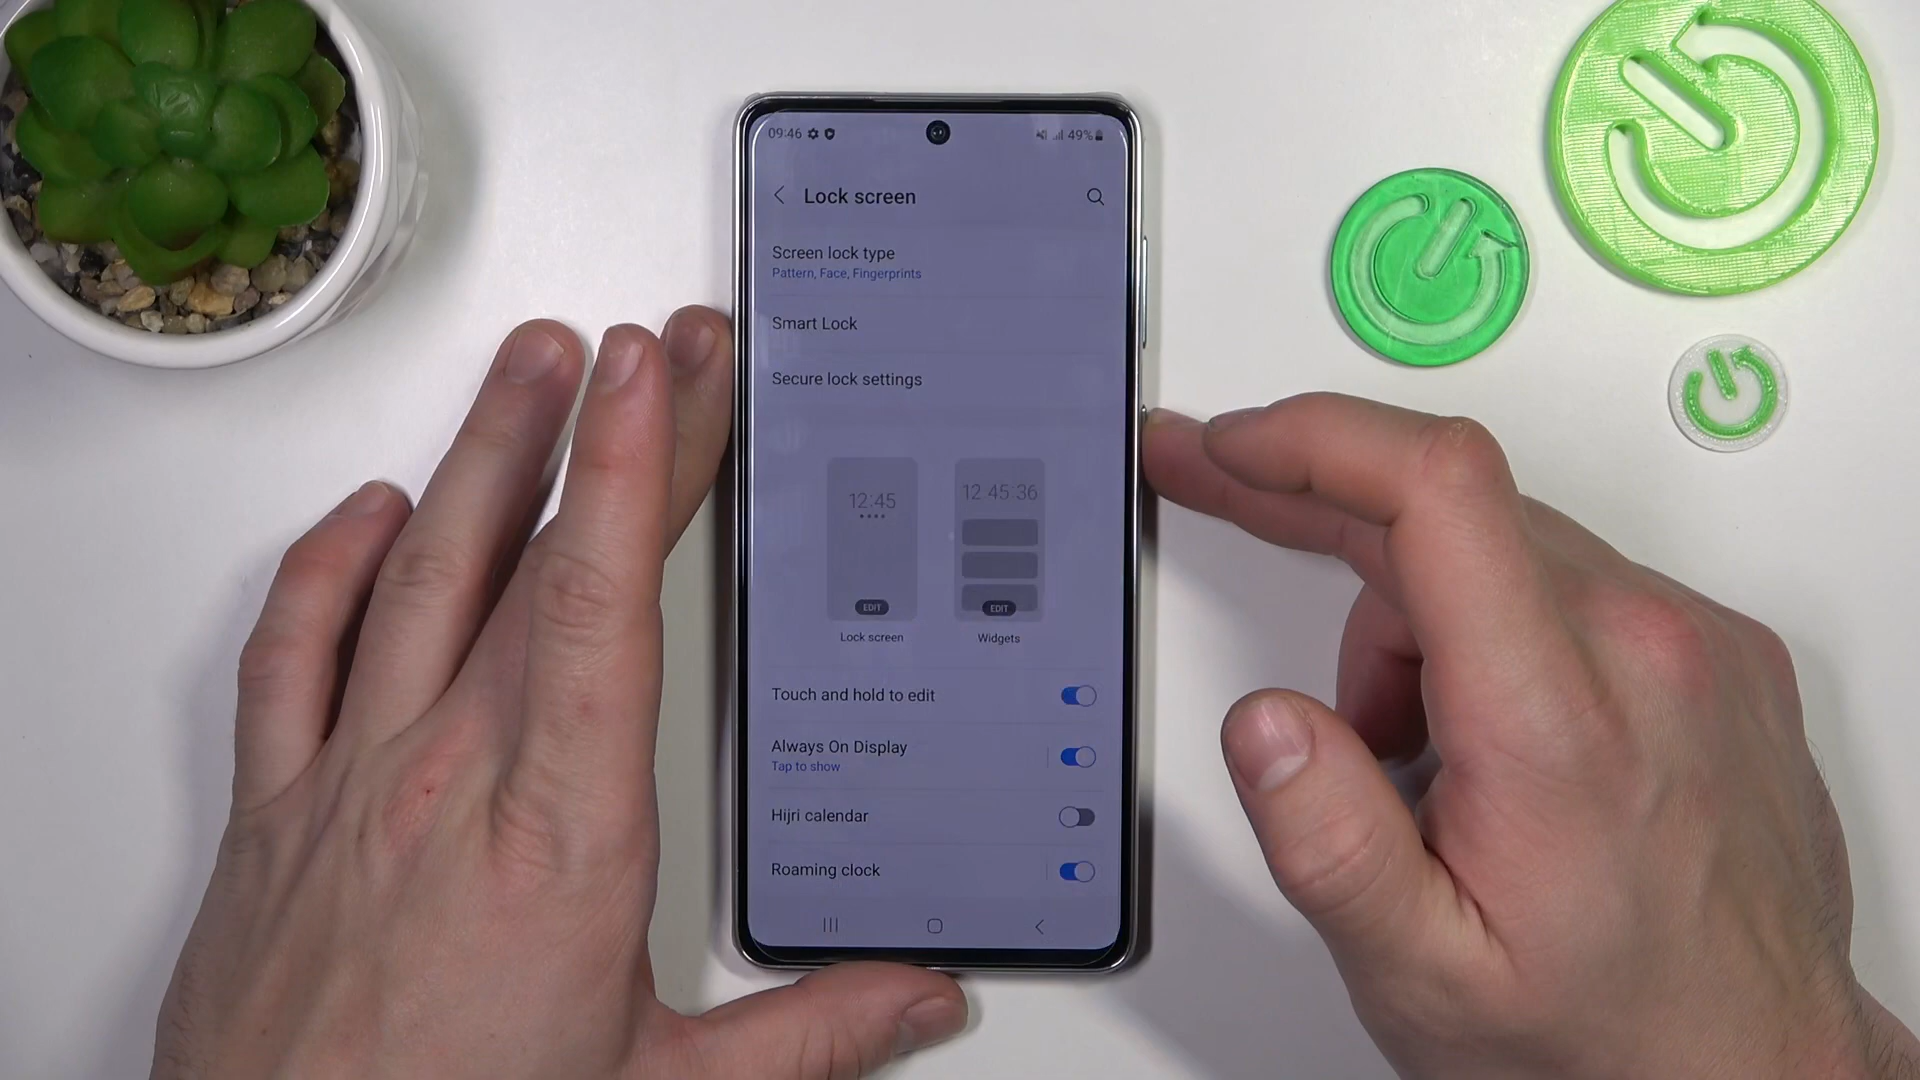 09:46 49%
Lock screen
Screen lock type
Pattern, Face, Fingerprints
Smart Lock
Secure lock settings
12:45 12 45:36
EDIT EDIT
Lock screen Widgets
Touch and hold to edit
Always On Display
Tap to show
Hijri calendar
Roaming clock